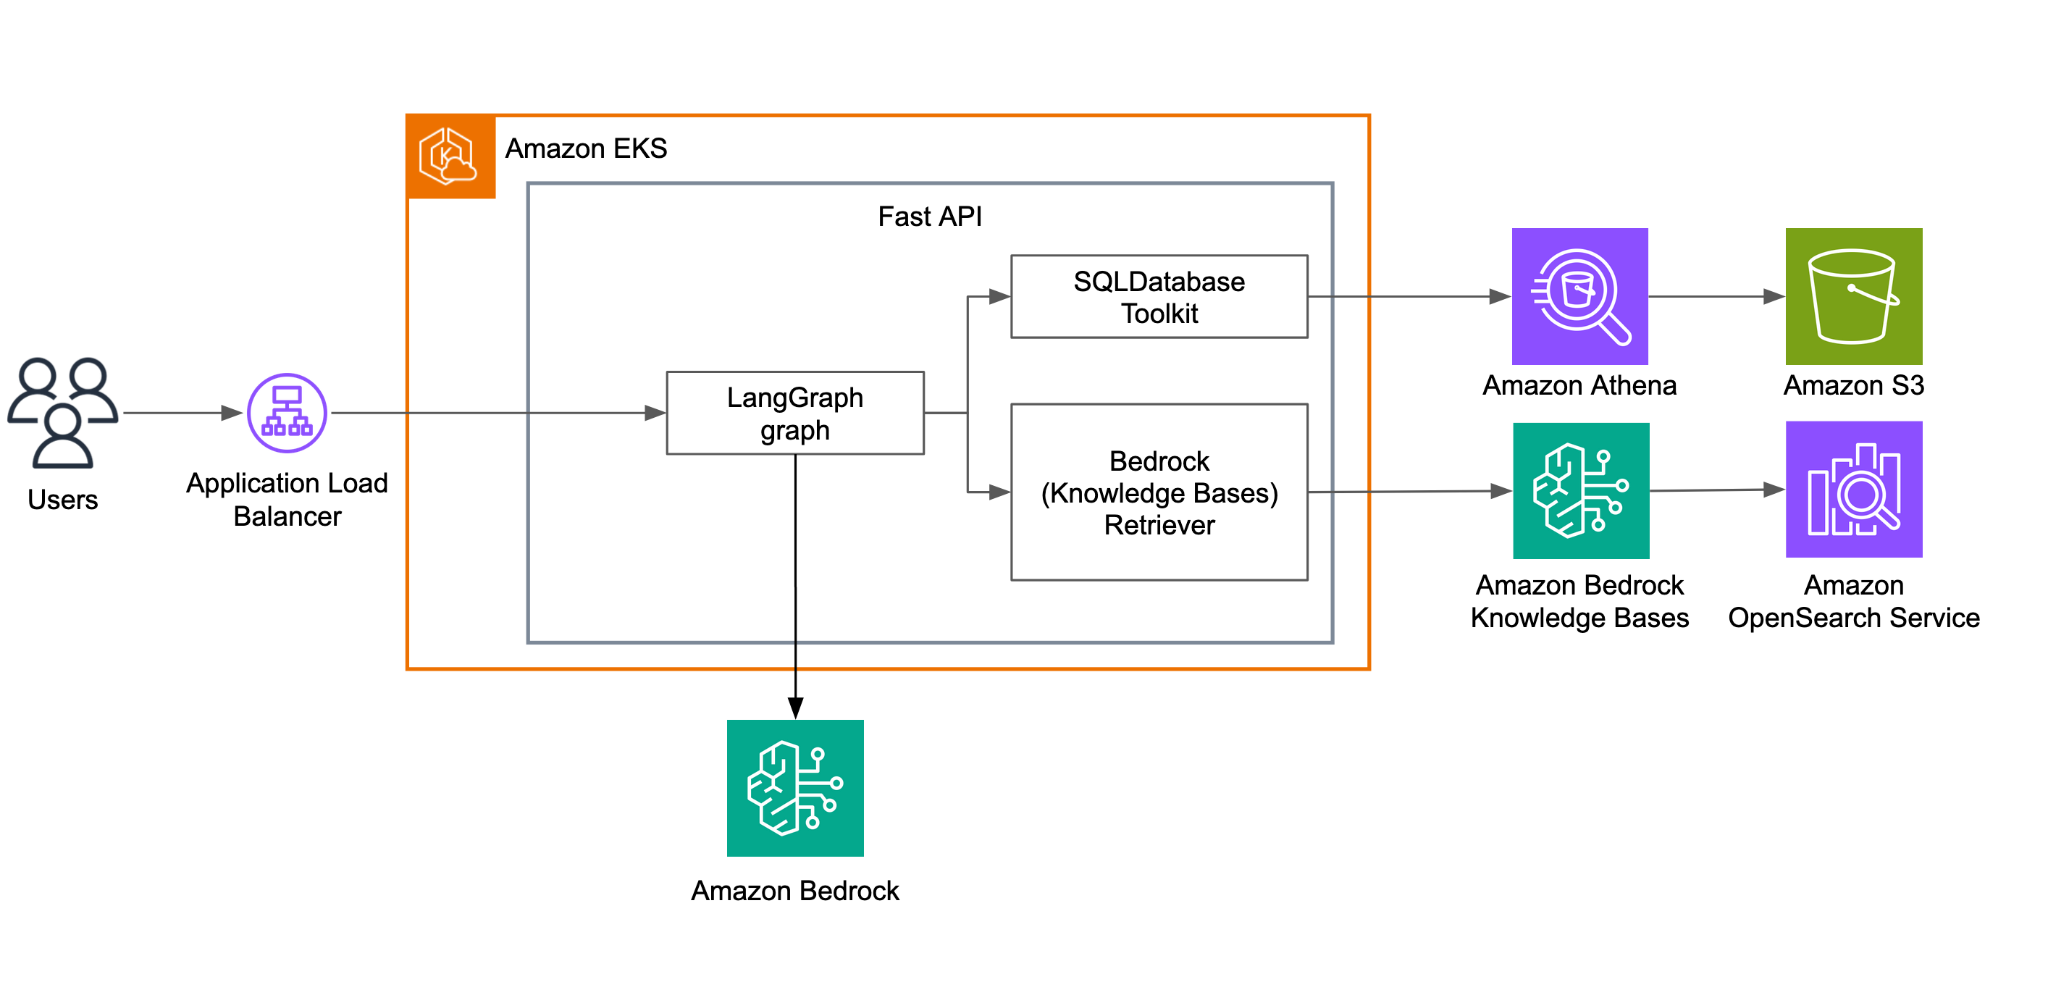 Amazon EKS
Fast API
SQLDatabase
Toolkit
LangGraph
graph
Bedrock
(Knowledge Bases)
Retriever
Users
Application Load
Balancer
Amazon Athena
Amazon S3
Amazon Bedrock
Knowledge Bases
Amazon
OpenSearch Service
Amazon Bedrock